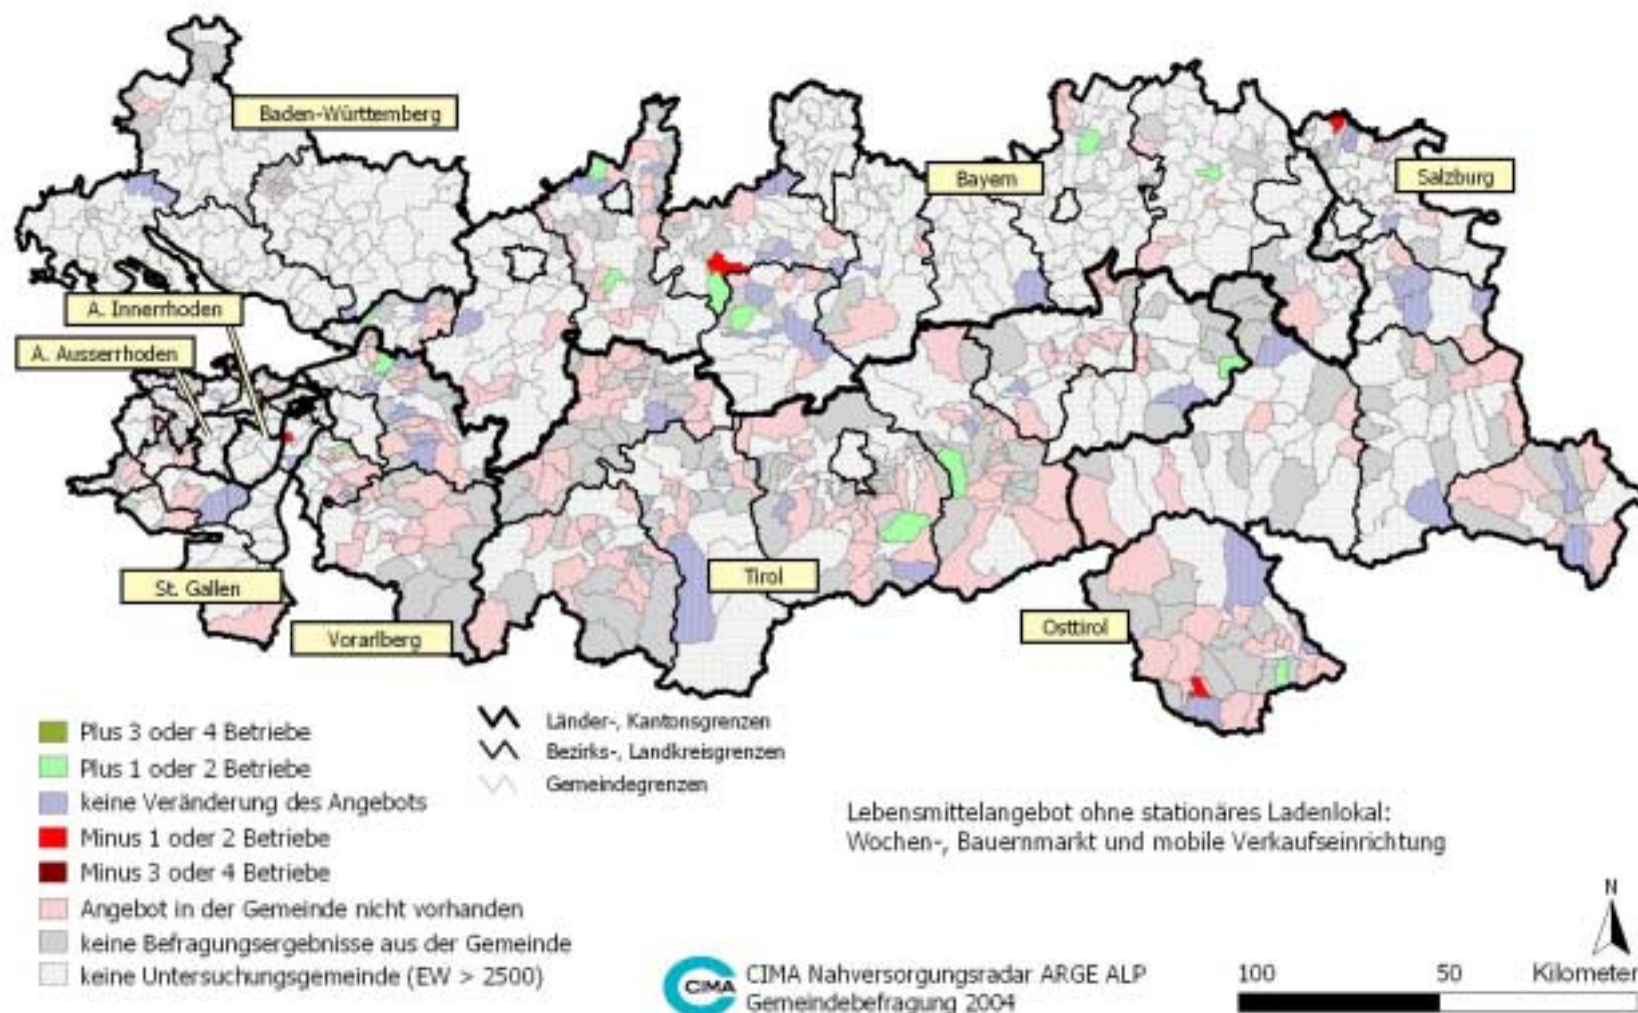 Baden-Württemberg
Bayern
Salzburg
A. Innerrhoden
A. Ausserrhoden
St. Gallen
Vorarlberg
Tirol
Osttirol
Plus 3 oder 4 Betriebe
Plus 1 oder 2 Betriebe
keine Veränderung des Angebots
Minus 1 oder 2 Betriebe
Minus 3 oder 4 Betriebe
Angebot in der Gemeinde nicht vorhanden
keine Befragungsergebnisse aus der Gemeinde
keine Untersuchungsgemeinde (EW > 2500)
Länder-, Kantonsgrenzen
Bezirks-, Landkreisgrenzen
Gemeindegrenzen
Lebensmittelangebot ohne stationäres Ladenlokal:
Wochen-, Bauernmarkt und mobile Verkaufseinrichtung
CIMA
CIMA Nahversorgungsradar ARGE ALP
Gemeindebefragung 2004
N
100 50 Kilometer